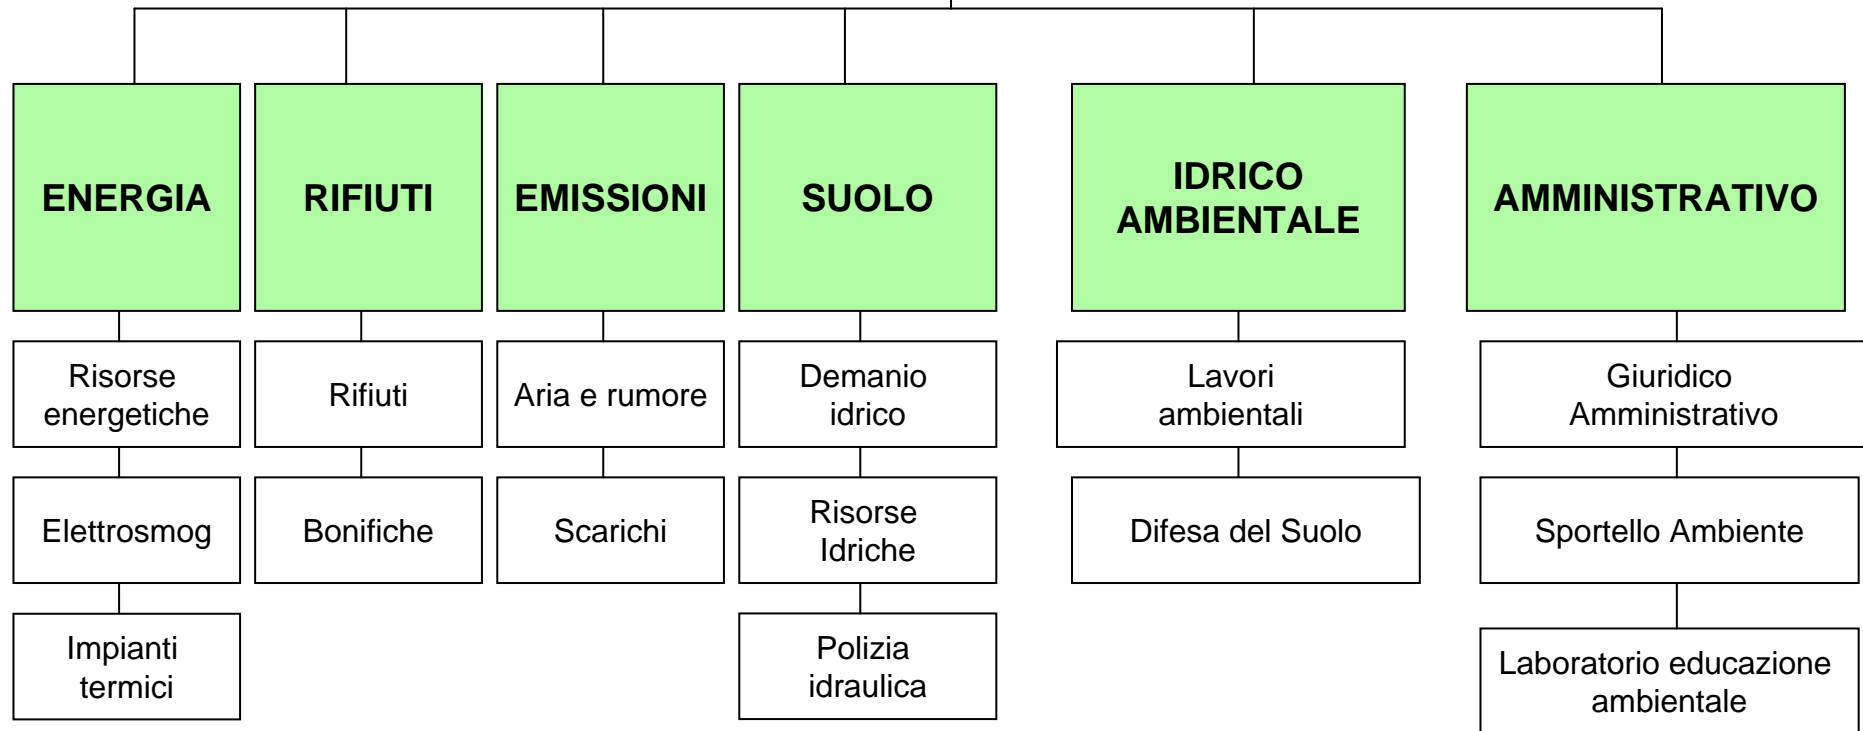 ENERGIA
RIFIUTI
EMISSIONI
SUOLO
IDRICO
AMBIENTALE
AMMINISTRATIVO
Risorse
energetiche
Rifiuti
Aria e rumore
Demanio
idrico
Lavori
ambientali
Giuridico
Amministrativo
Elettrosmog
Bonifiche
Scarichi
Risorse
Idriche
Difesa del Suolo
Sportello Ambiente
Impianti
termici
Polizia
idraulica
Laboratorio educazione
ambientale